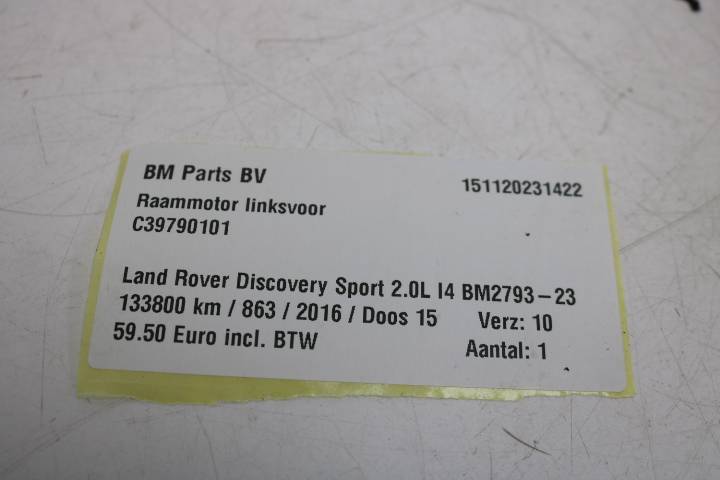 BM Parts BV 151120231422
Raammotor linksvoor
C39790101
Land Rover Discovery Sport 2.0L I4 BM2793-23
133800 km / 863 / 2016 / Doos 15 Verz: 10
59.50 Euro incl. BTW Aantal: 1